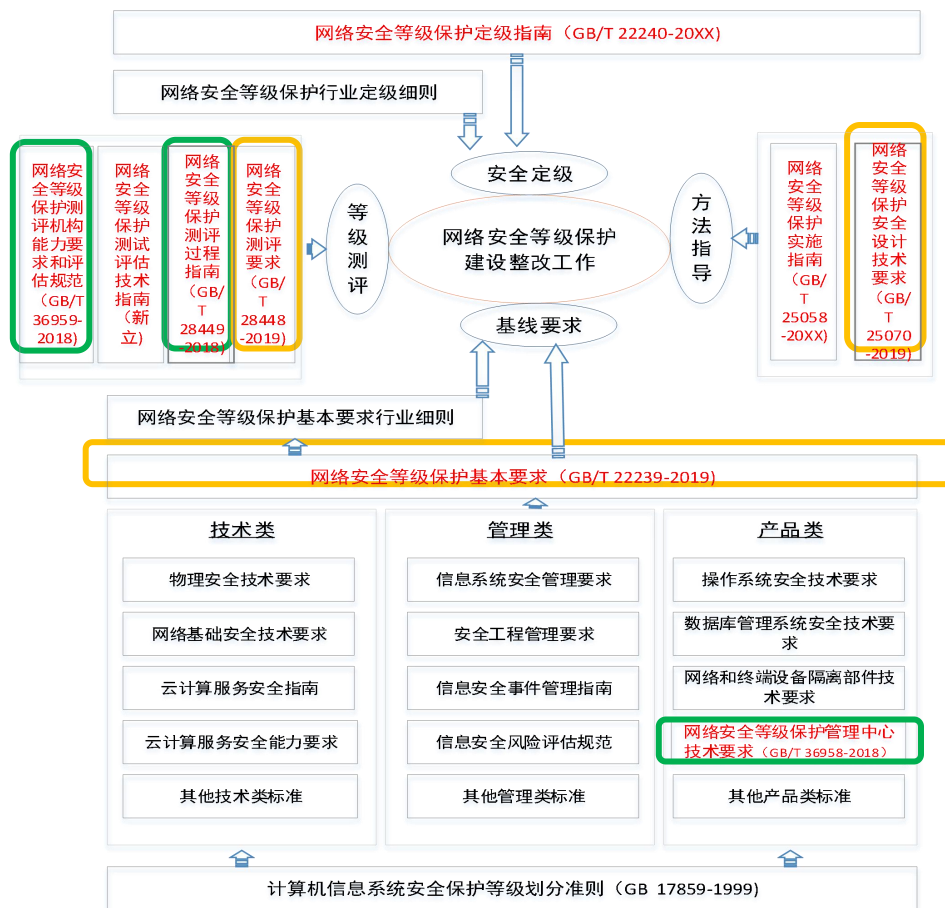 网络安全等级保护定级指南（GB/T 22240-20XX)
网络安全等级保护行业定级细则
安全定级
网络安
全等级
保护测
评机构
能力要
求和评
估规范
（GB/T
36959-
2018)
网络
安全
等级
保护
测试
评估
技术
指南
（新
立)
网络
安全
等级
保护
测评
过程
指南
（GB/
T
28449
-2018)
网络
安全
等级
保护
测评
要求
（GB/
T
28448
-2019)
等
级
测
评
网络安全等级保护
建设整改工作
方
法
指
导
网络
安全
等级
保护
实施
指南
（GB/
T
25058
-20XX)
网络
安全
等级
保护
安全
设计
技术
要求
（GB/
T
25070
-2019)
基线要求
网络安全等级保护基本要求行业细则
网络安全等级保护基本要求（GB/T 22239-2019)
技术类
物理安全技术要求
网络基础安全技术要求
云计算服务安全指南
云计算服务安全能力要求
其他技术类标准
管理类
信息系统安全管理要求
安全工程管理要求
信息安全事件管理指南
信息安全风险评估规范
其他管理类标准
产品类
操作系统安全技术要求
数据库管理系统安全技术要
求
网络和终端设备隔离部件技
术要求
网络安全等级保护管理中心
技术要求（GB/T 36958-2018）
其他产品类标准
计算机信息系统安全保护等级划分准则（GB 17859-1999)